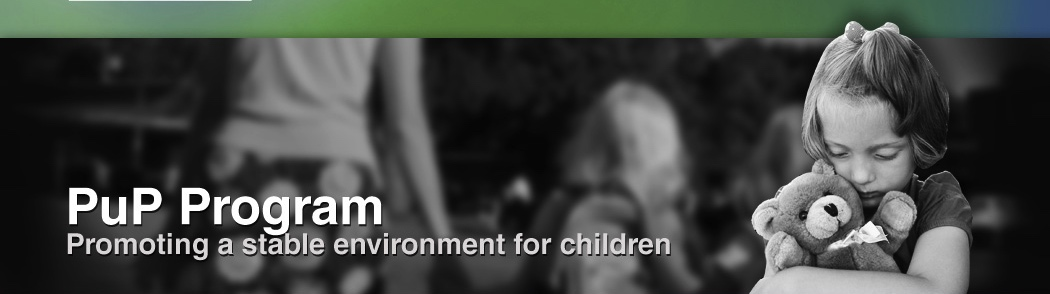 PuP Program
Promoting a stable environment for children